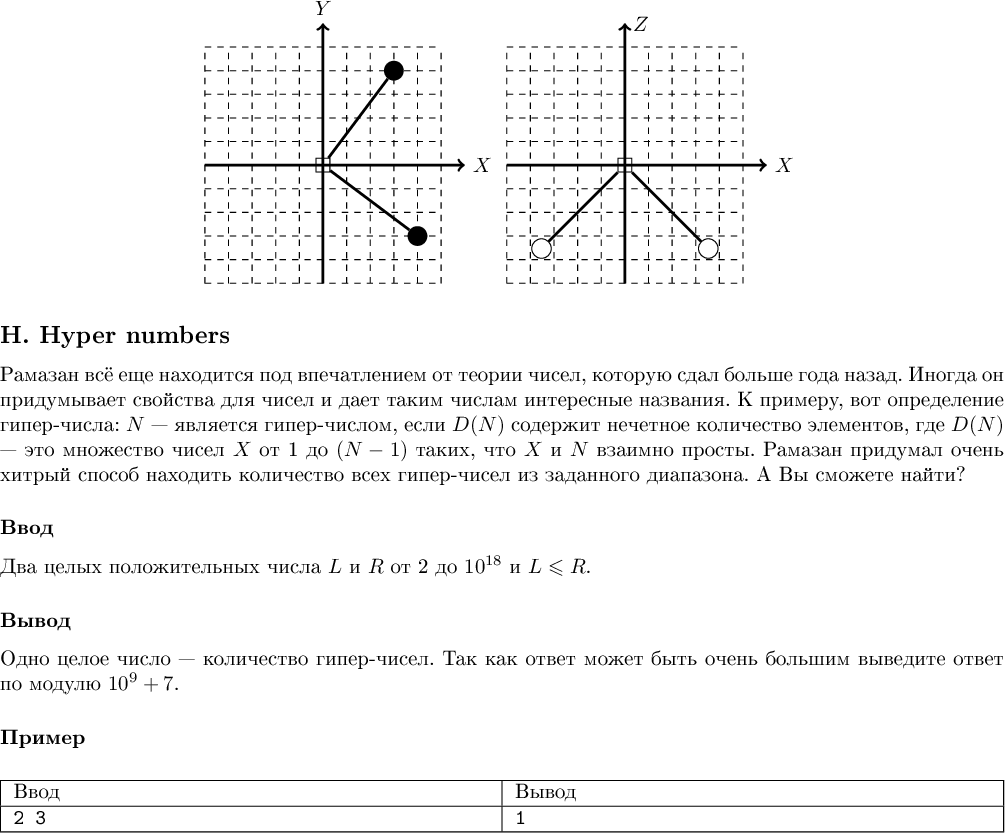 Y
Z
X
X
H. Hyper numbers
Рамазан всё еще находится под впечатлением от теории чисел, которую сдал больше года назад. Иногда он
придумывает свойства для чисел и дает таким числам интересные названия. К примеру, вот определение
гипер-числа: N — является гипер-числом, если D(N) содержит нечетное количество элементов, где D(N)
— это множество чисел X от 1 до (N − 1) таких, что X и N взаимно просты. Рамазан придумал очень
хитрый способ находить количество всех гипер-чисел из заданного диапазона. А Вы сможете найти?
Ввод
Два целых положительных числа L и R от 2 до 10^18 и L ⩽ R.
Вывод
Одно целое число — количество гипер-чисел. Так как ответ может быть очень большим выведите ответ
по модулю 10^9 + 7.
Пример
Ввод Вывод
2 3 1